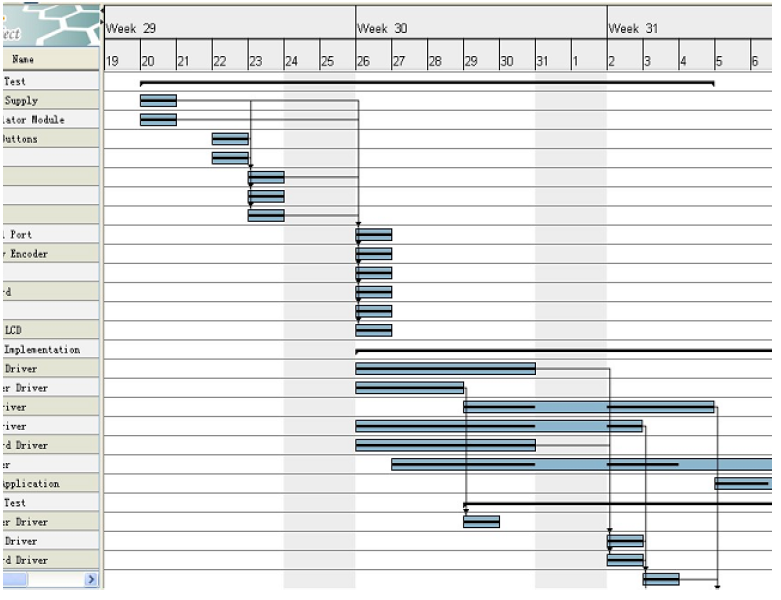 ect
Week 29 Week 30 Week 31
Name
19 20 21 22 23 24 25 26 27 28 29 30 31 1 2 3 4 5 6
Test
Supply
lator Module
Buttons
Port
Encoder
d
LCD
Implementation
Driver
er Driver
river
river
d Driver
er
Application
Test
er Driver
Driver
d Driver